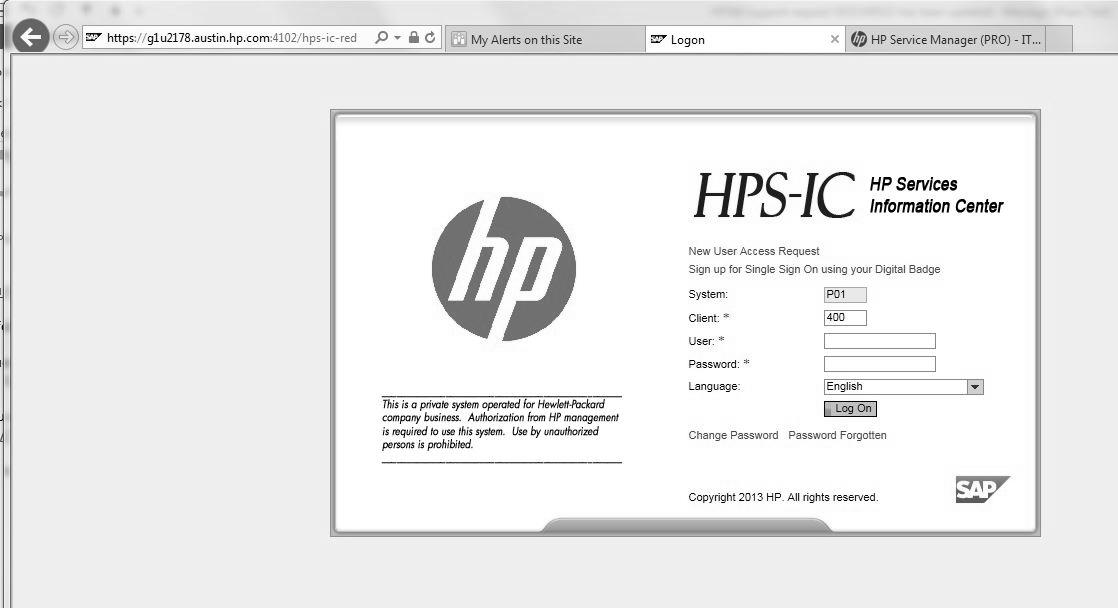 https://g1u2178.austin.hp.com:4102/hps-ic-red
My Alerts on this Site
Logon
hp HP Service Manager (PRO) - IT...
HPS-IC HP Services
Information Center
hp
New User Access Request
Sign up for Single Sign On using your Digital Badge
System: P01
Client: * 400
User: *
Password: *
Language: English
Log On
Change Password Password Forgotten
This is a private system operated for Hewlett-Packard
company business. Authorization from HP management
is required to use this system. Use by unauthorized
persons is prohibited.
Copyright 2013 HP. All rights reserved.
SAP